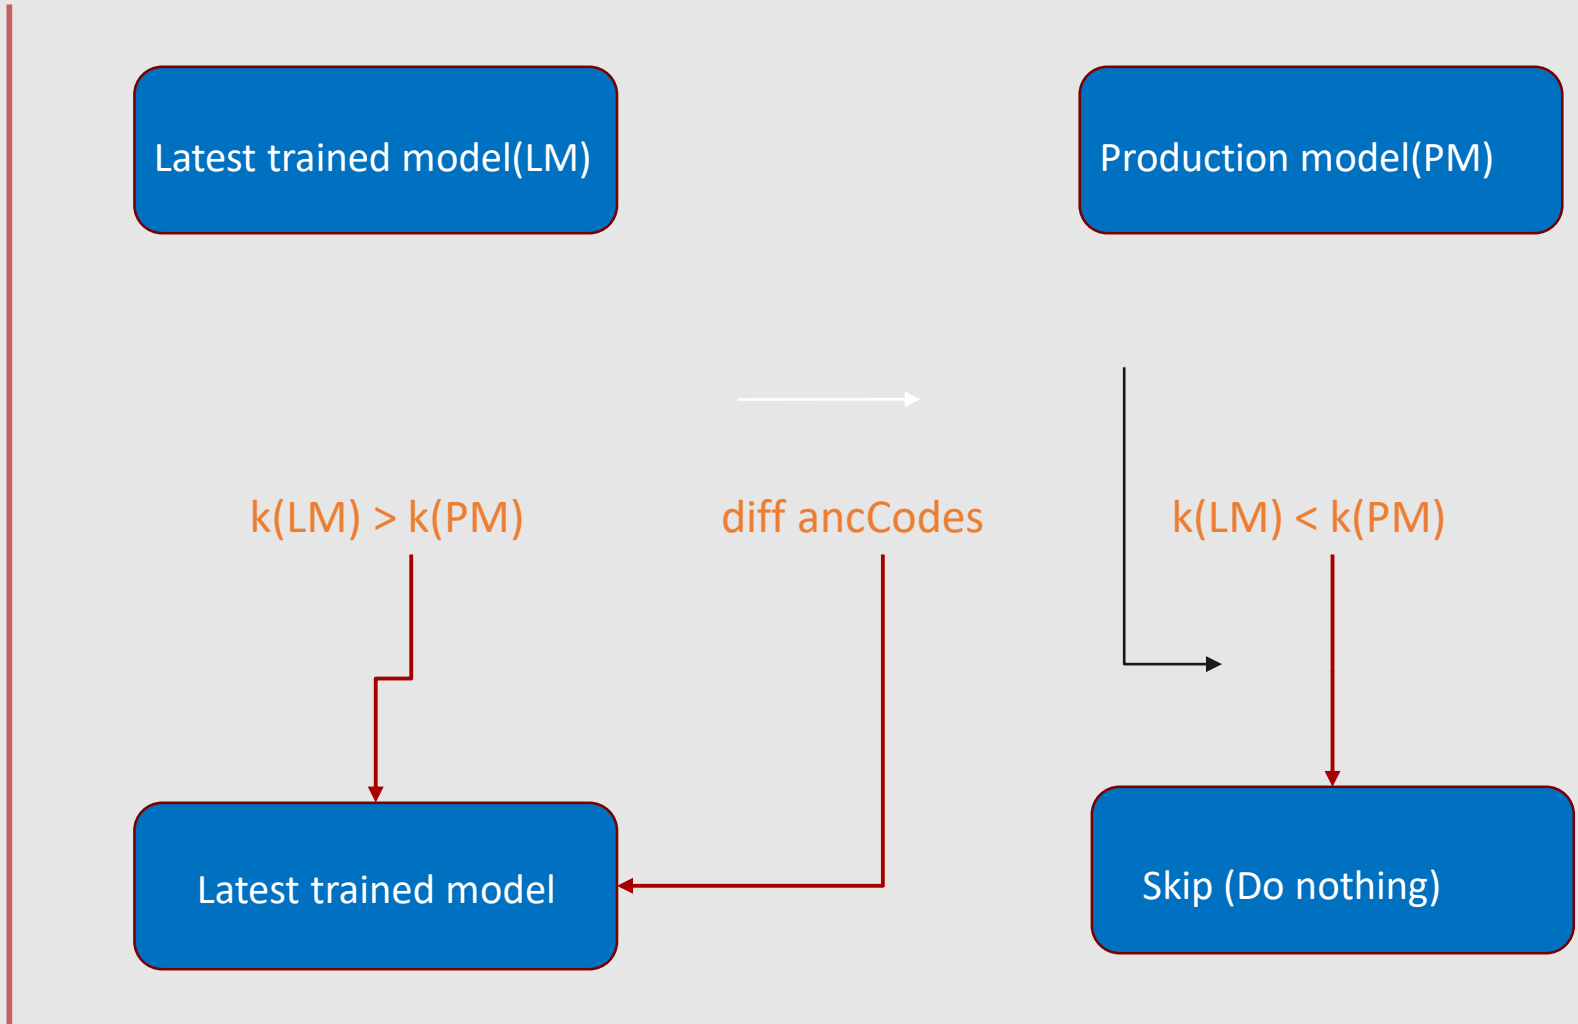 Latest trained model(LM)
Production model(PM)
k(LM) > k(PM)
diff ancCodes
k(LM) < k(PM)
Latest trained model
Skip (Do nothing)